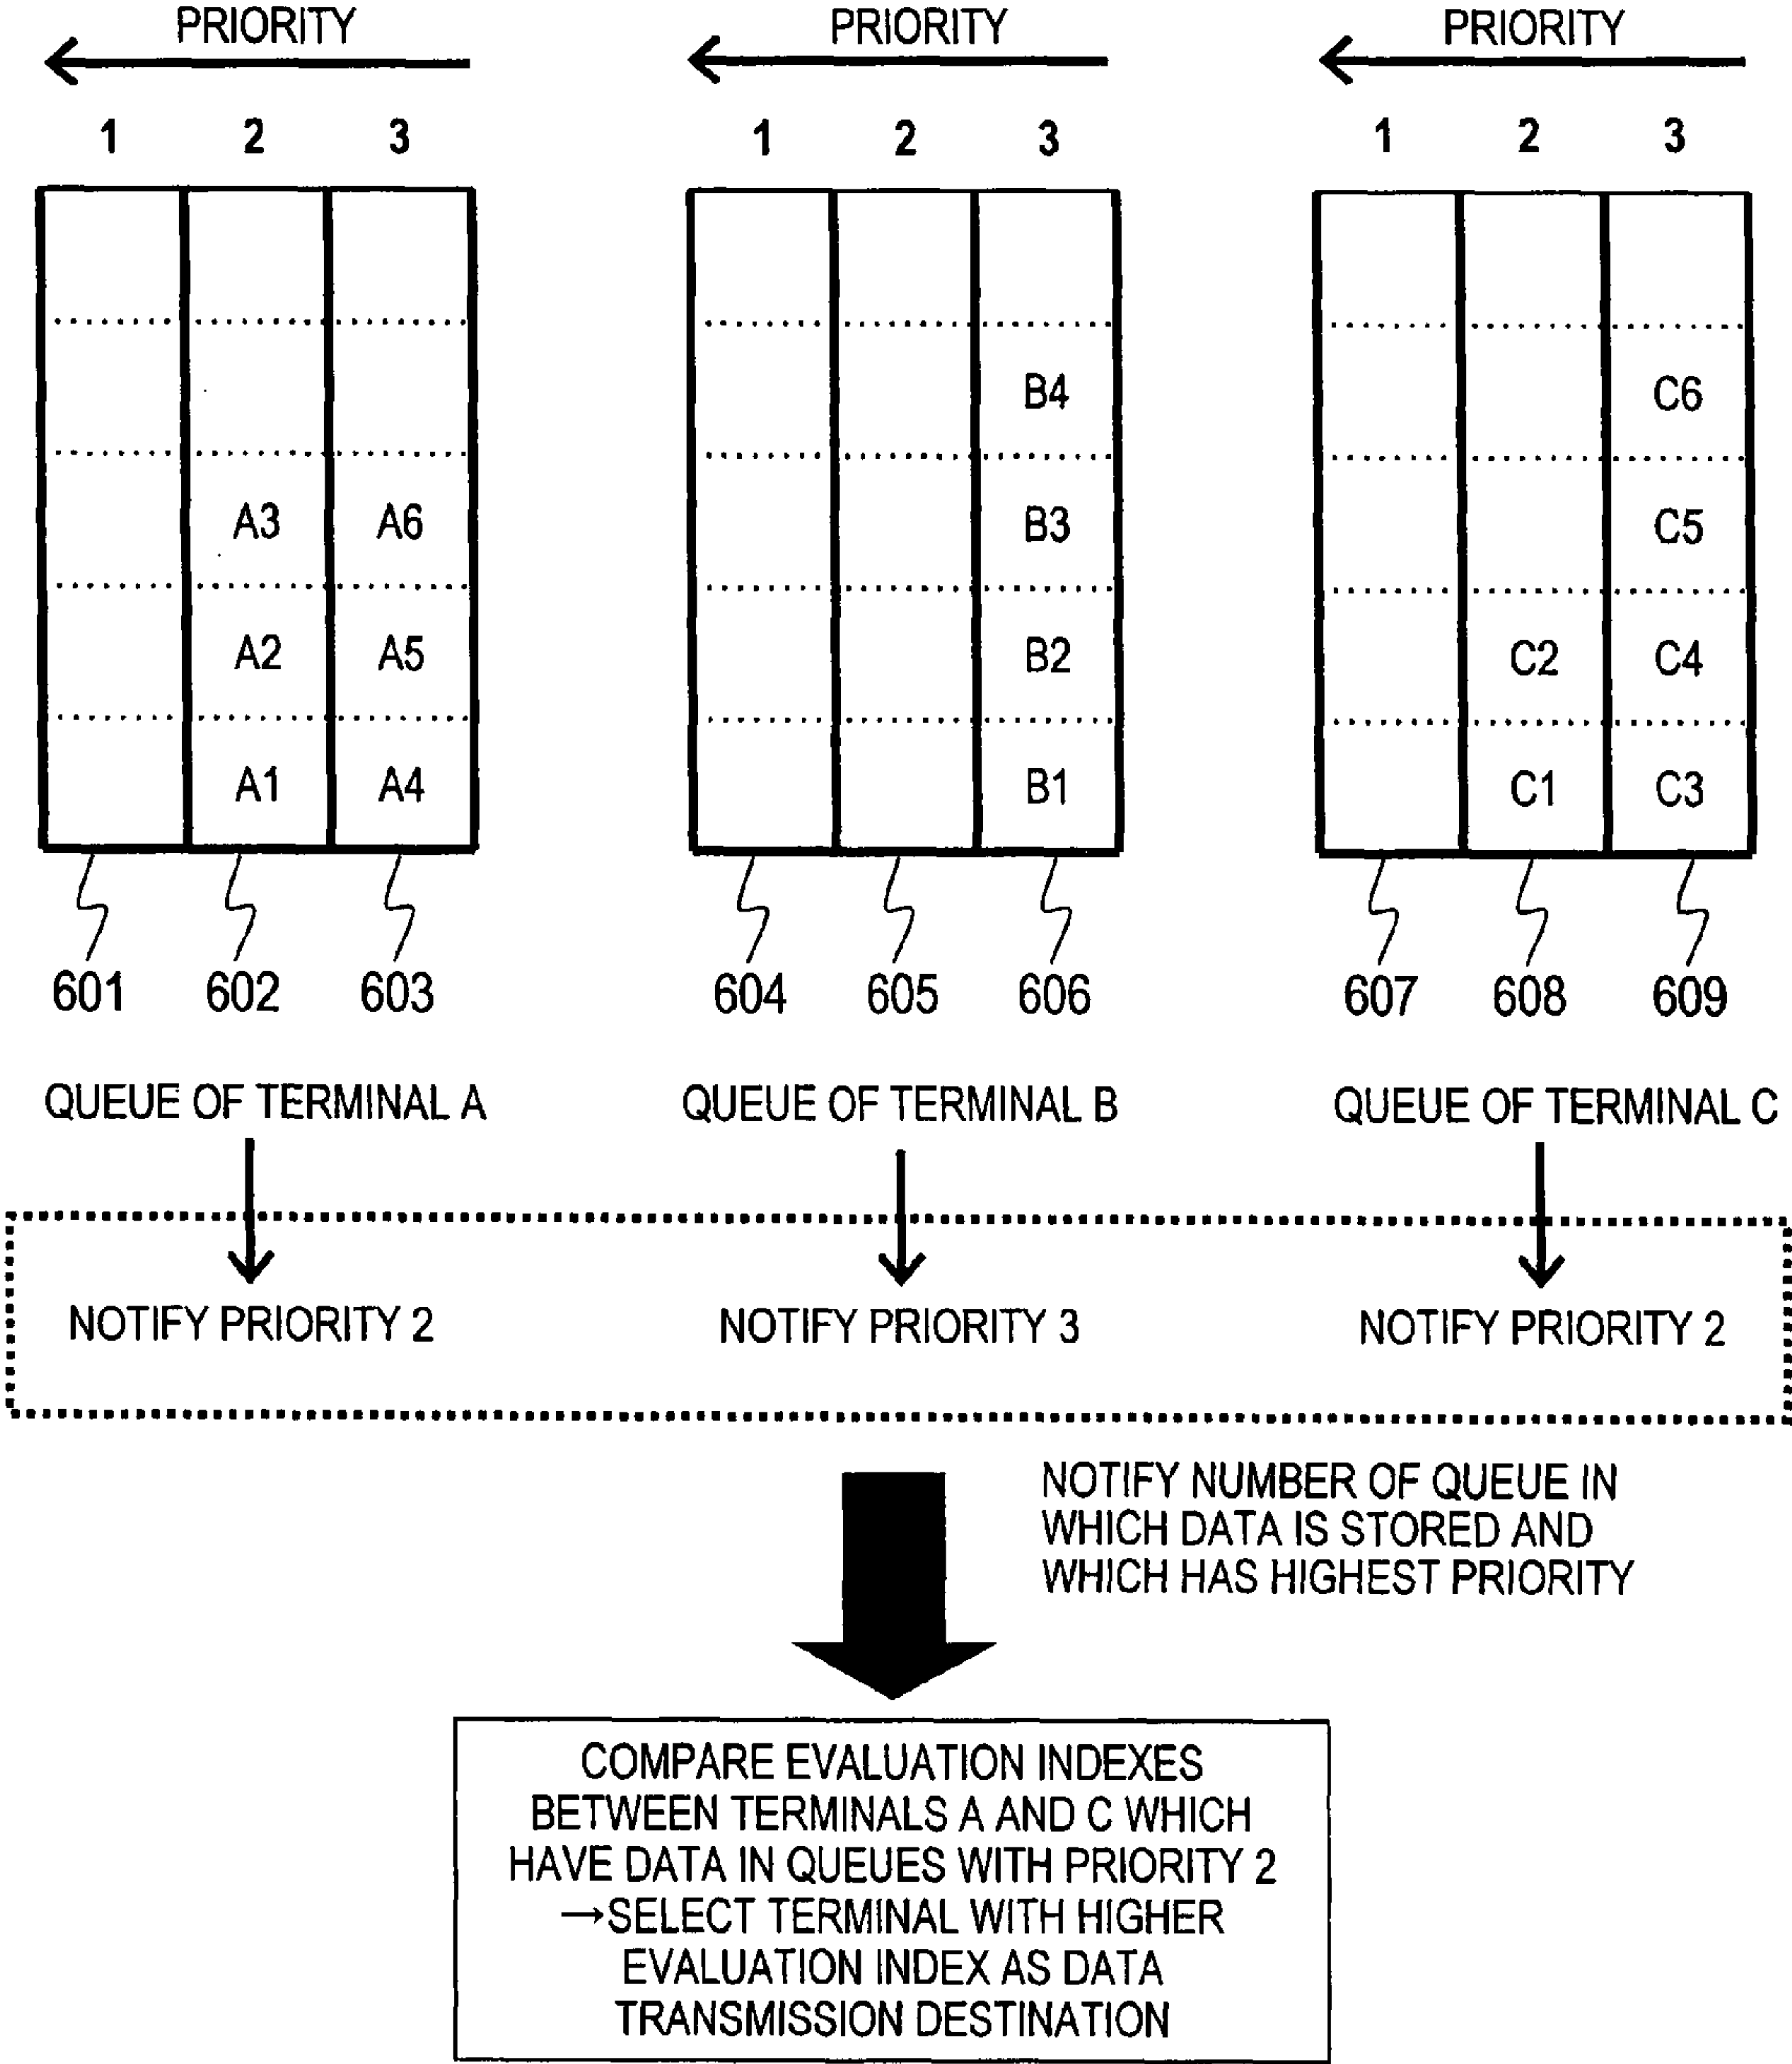 PRIORITY PRIORITY PRIORITY
1 2 3 1 2 3 1 2 3
B4 C6
A3 A6 B3 C5
A2 A5 B2 C2 C4
A1 A4 B1 C1 C3
601 602 603 604 605 606 607 608 609
QUEUE OF TERMINAL A QUEUE OF TERMINAL B QUEUE OF TERMINAL C
NOTIFY PRIORITY 2 NOTIFY PRIORITY 3 NOTIFY PRIORITY 2
NOTIFY NUMBER OF QUEUE IN
WHICH DATA IS STORED AND
WHICH HAS HIGHEST PRIORITY
COMPARE EVALUATION INDEXES
BETWEEN TERMINALS A AND C WHICH
HAVE DATA IN QUEUES WITH PRIORITY 2
→SELECT TERMINAL WITH HIGHER
EVALUATION INDEX AS DATA
TRANSMISSION DESTINATION